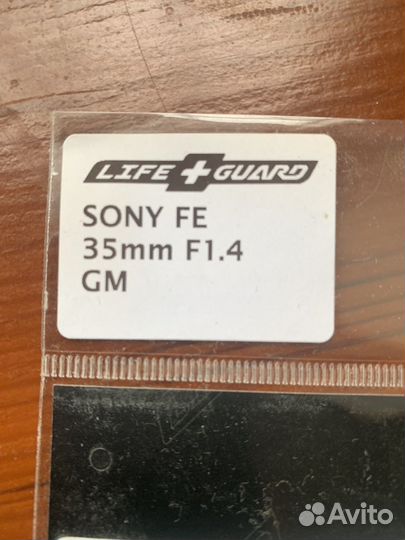 LIFE+GUARD
SONY FE
35mm F1.4
GM
Avito